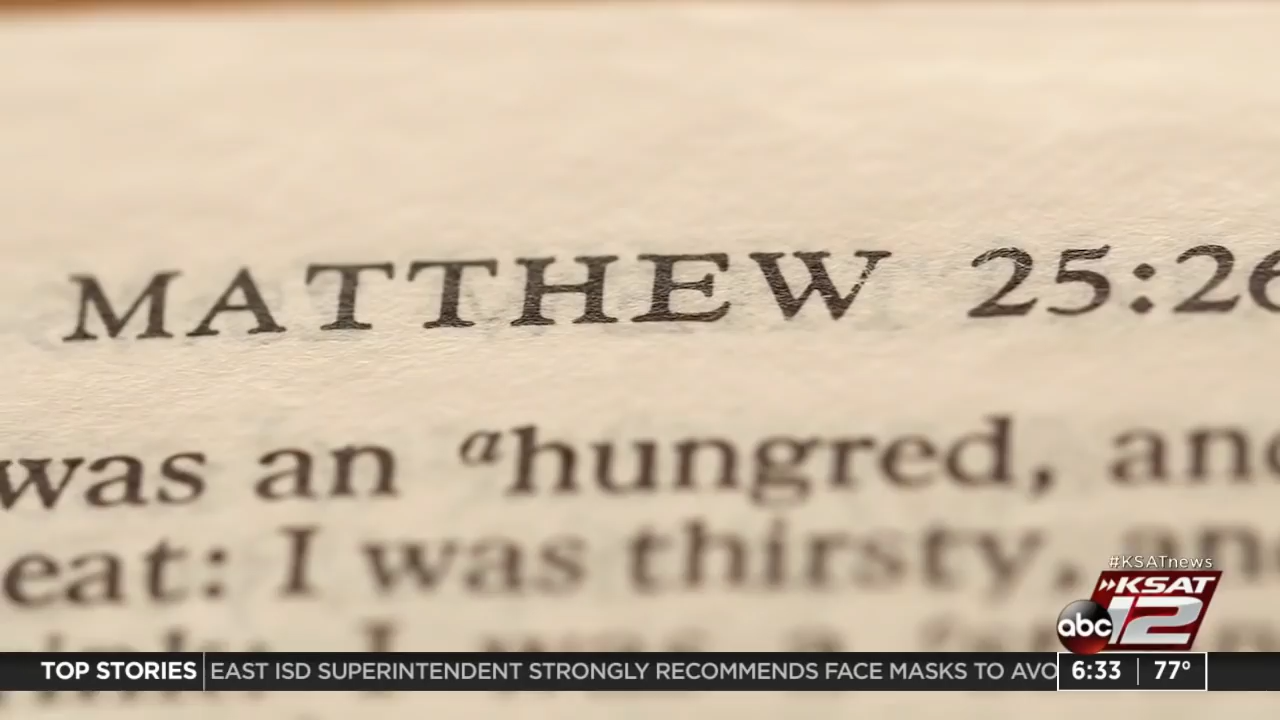 MATTHEW 25:26
was an ᵃhungred, and
eat: I was thirsty, an
#KSATnews
KSAT
abc 12
TOP STORIES EAST ISD SUPERINTENDENT STRONGLY RECOMMENDS FACE MASKS TO AVO
6:33 77°